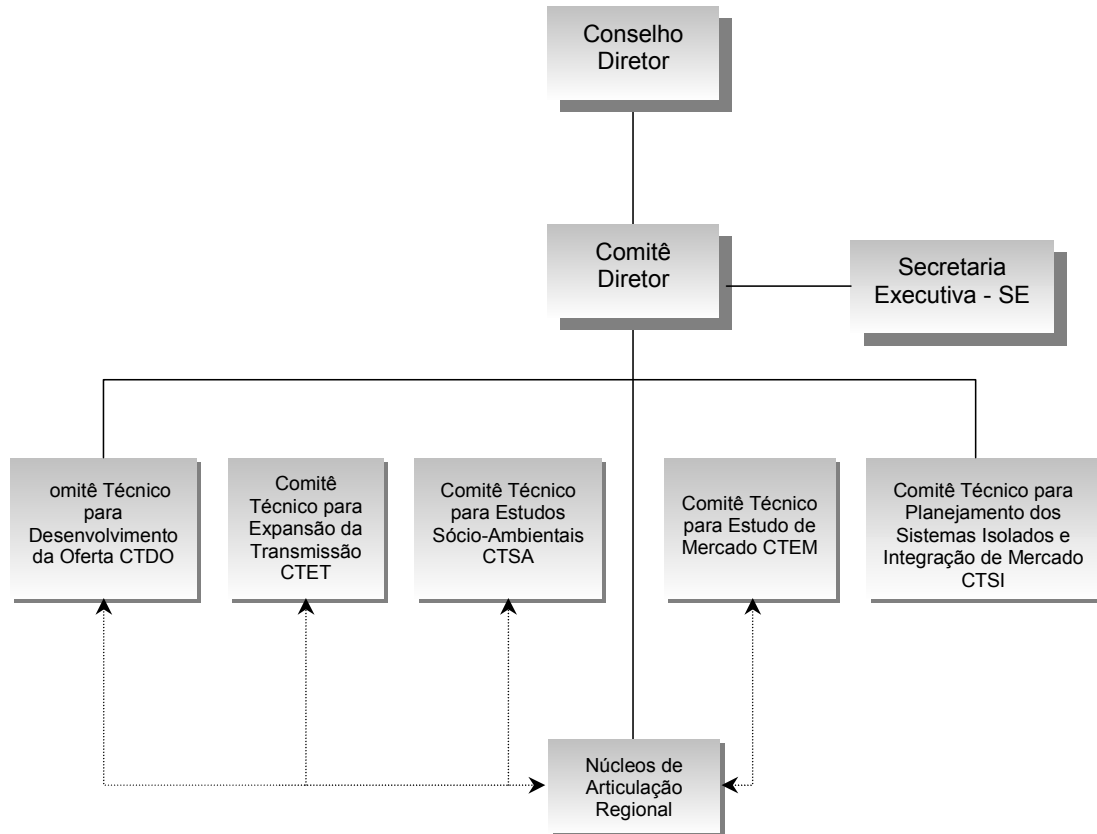 Conselho
Diretor
Comitê
Diretor
Secretaria
Executiva - SE
omitê Técnico
para
Desenvolvimento
da Oferta CTDO
Comitê
Técnico para
Expansão da
Transmissão
CTET
Comitê Técnico
para Estudos
Sócio-Ambientais
CTSA
Comitê Técnico
para Estudo de
Mercado CTEM
Comitê Técnico para
Planejamento dos
Sistemas Isolados e
Integração de Mercado
CTSI
Núcleos de
Articulação
Regional